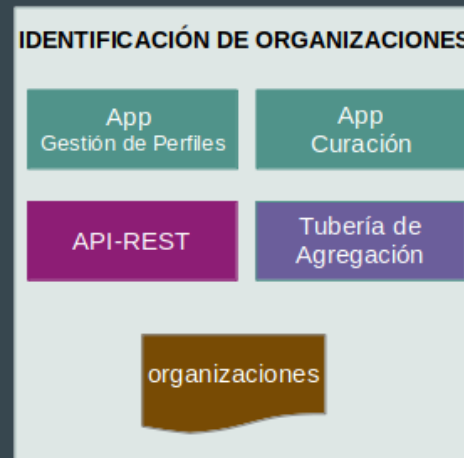 IDENTIFICACIÓN DE ORGANIZACIONES
App
Gestión de Perfiles
App
Curación
API-REST
Tubería de
Agregación
organizaciones